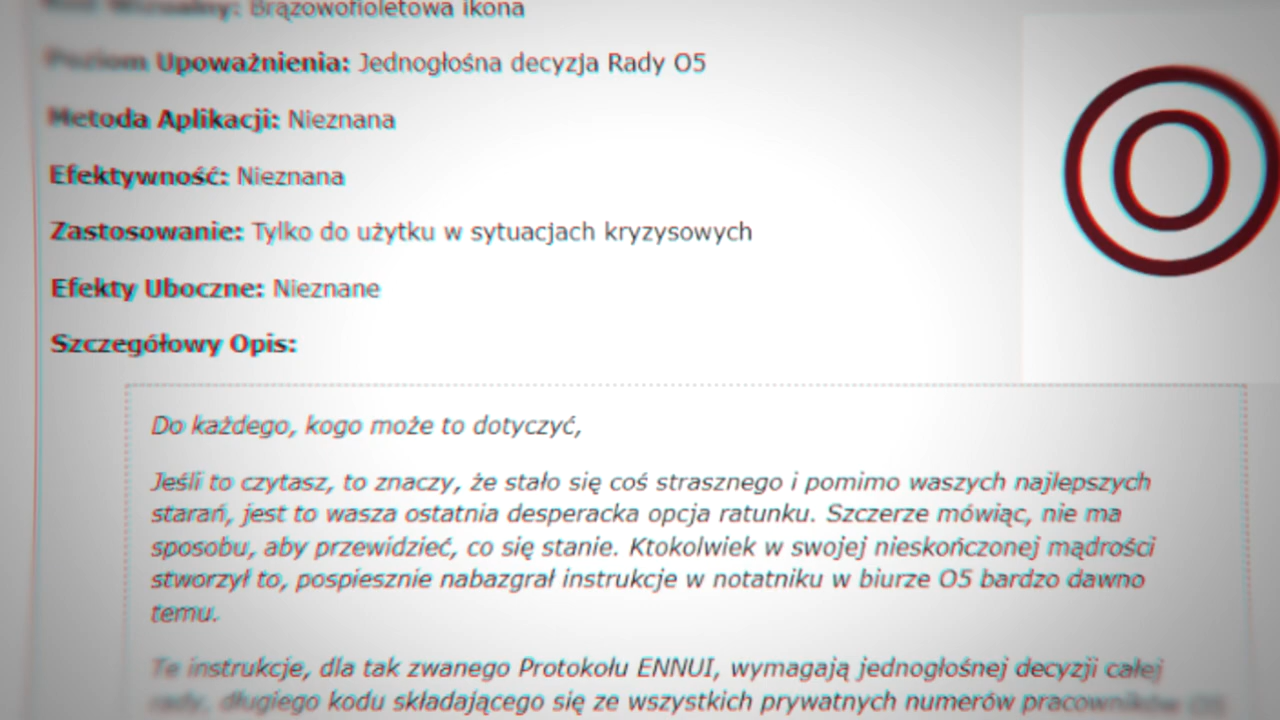 Kod Wizualny: Brązowofioletowa ikona
Poziom Upoważnienia: Jednogłośna decyzja Rady O5
Metoda Aplikacji: Nieznana
Efektywność: Nieznana
Zastosowanie: Tylko do użytku w sytuacjach kryzysowych
Efekty Uboczne: Nieznane
Szczegółowy Opis:
Do każdego, kogo może to dotyczyć,
Jeśli to czytasz, to znaczy, że stało się coś strasznego i pomimo waszych najlepszych
starań, jest to wasza ostatnia desperacka opcja ratunku. Szczerze mówiąc, nie ma
sposobu, aby przewidzieć, co się stanie. Ktokolwiek w swojej nieskończonej mądrości
stworzył to, pospiesznie nabazgrał instrukcje w notatniku w biurze O5 bardzo dawno
temu.
Te instrukcje, dla tak zwanego Protokołu ENNUI, wymagają jednogłośnej decyzji całej
rady, długiego kodu składającego się ze wszystkich prywatnych numerów pracowników O5